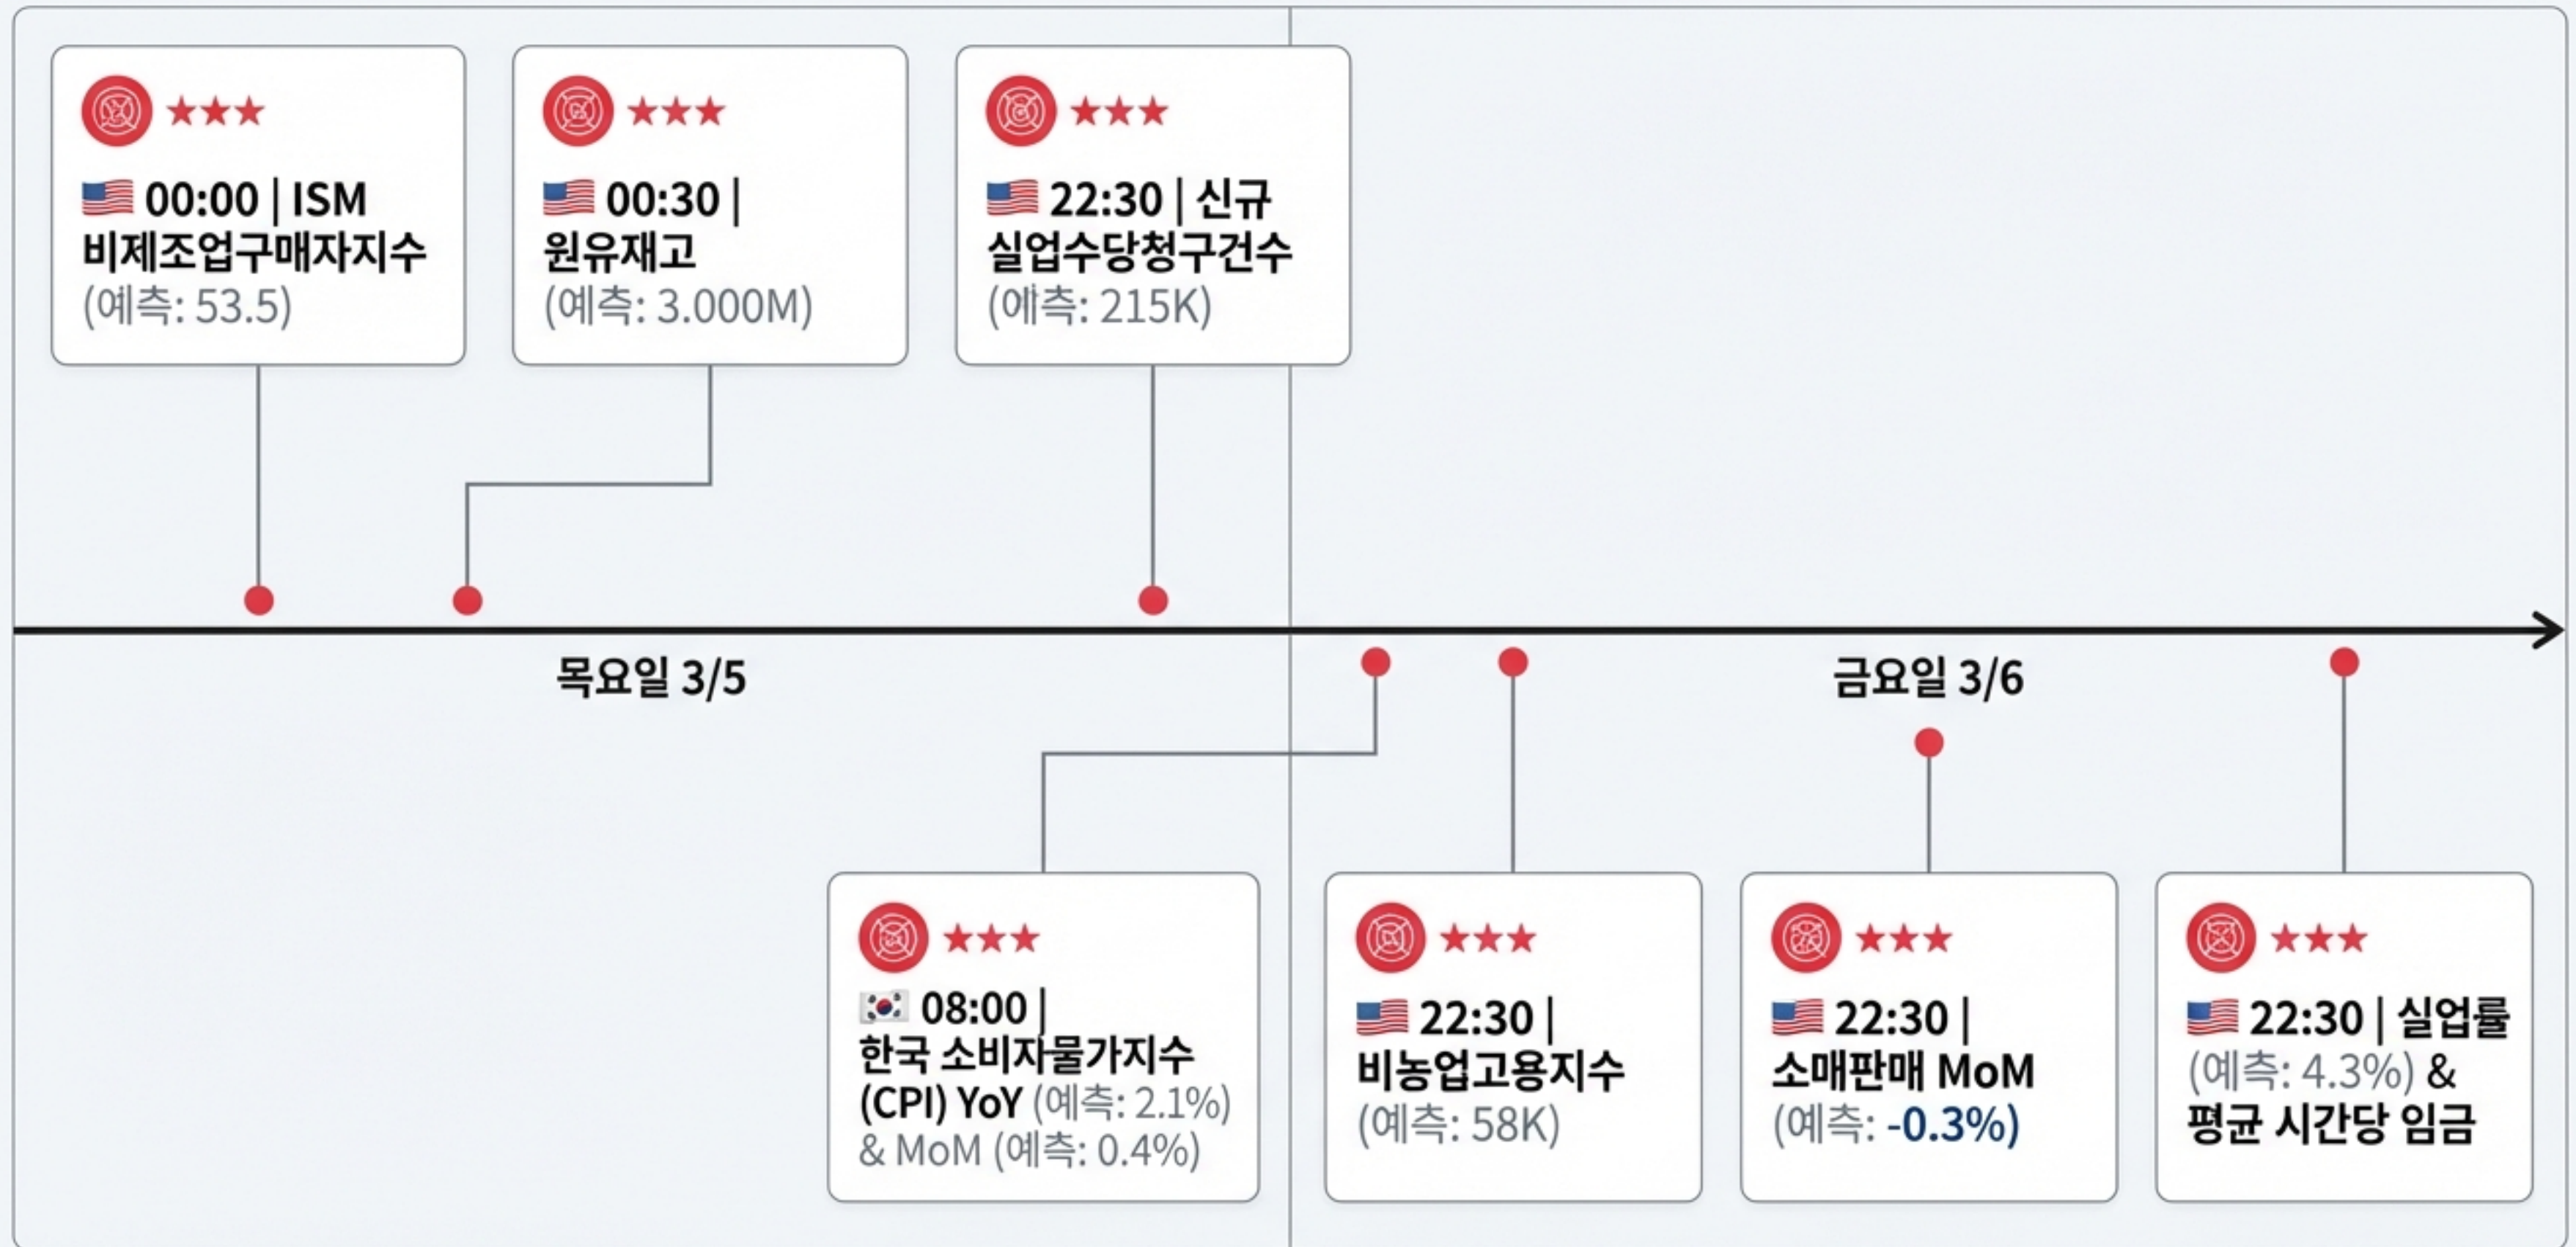 ★★★
00:00 | ISM
비제조업구매자지수
(예측: 53.5)
★★★
00:30 |
원유재고
(예측: 3.000M)
★★★
22:30 | 신규
실업수당청구건수
(예측: 215K)
목요일 3/5
금요일 3/6
★★★
08:00 |
한국 소비자물가지수
(CPI) YoY (예측: 2.1%)
& MoM (예측: 0.4%)
★★★
22:30 |
비농업고용지수
(예측: 58K)
★★★
22:30 |
소매판매 MoM
(예측: -0.3%)
★★★
22:30 | 실업률
(예측: 4.3%) &
평균 시간당 임금